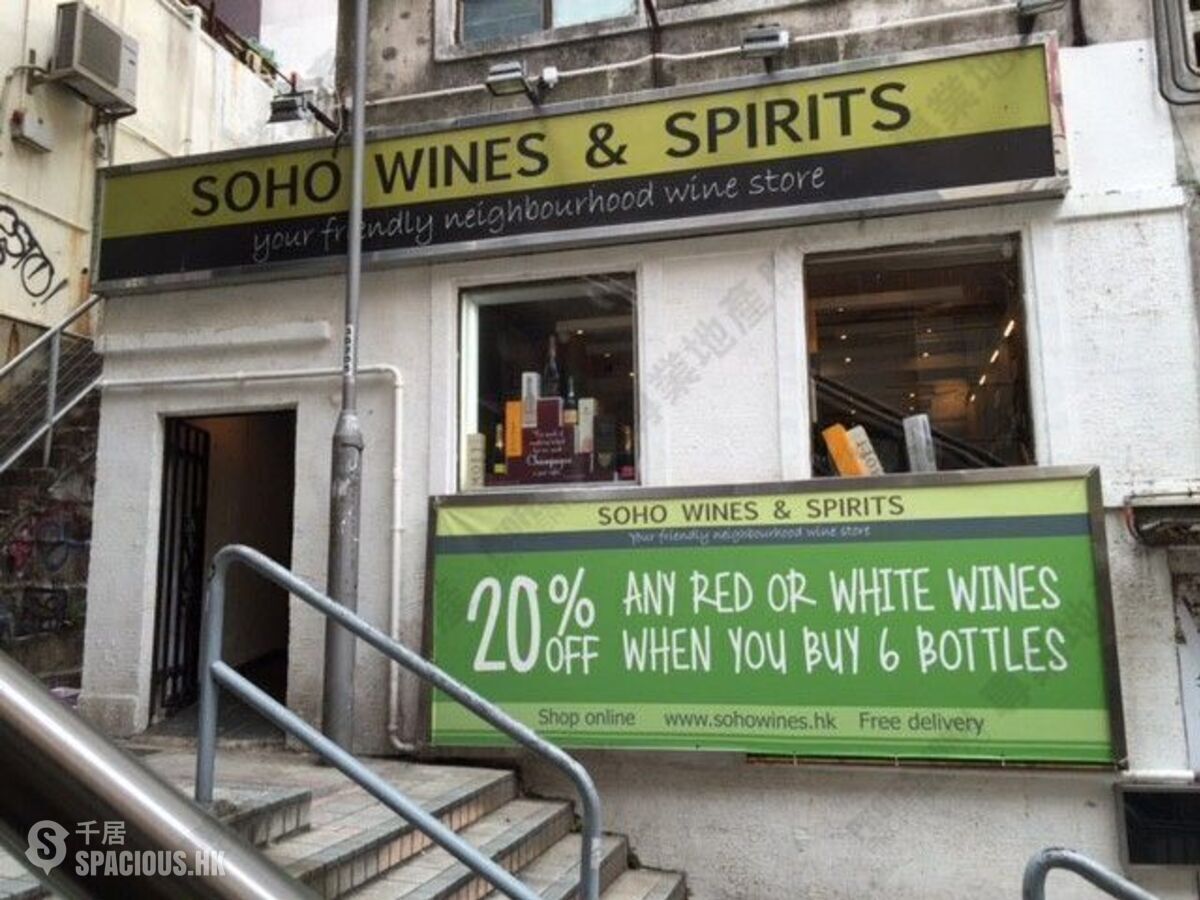 SOHO WINES & SPIRITS
your friendly neighbourhood wine store
Champagne
SOHO WINES & SPIRITS
your friendly neighbourhood wine store
20% OFF
ANY RED OR WHITE WINES
WHEN YOU BUY 6 BOTTLES
Shop online www.sohowines.hk Free delivery
千居
SPACIOUS.HK